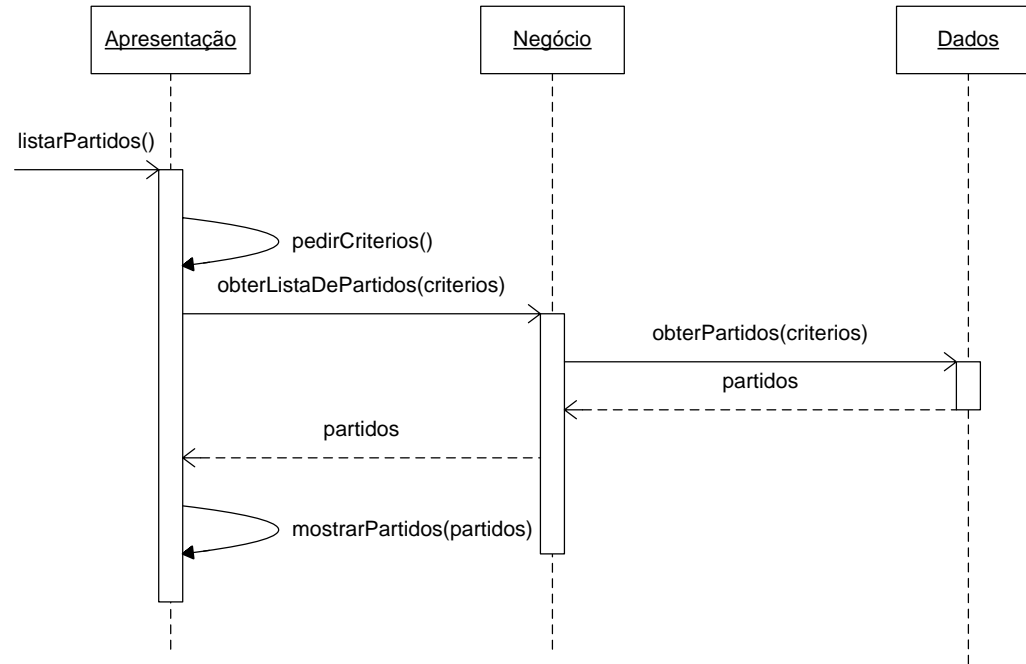 Apresentação
Negócio
Dados
listarPartidos()
pedirCriterios()
obterListaDePartidos(criterios)
obterPartidos(criterios)
partidos
partidos
mostrarPartidos(partidos)